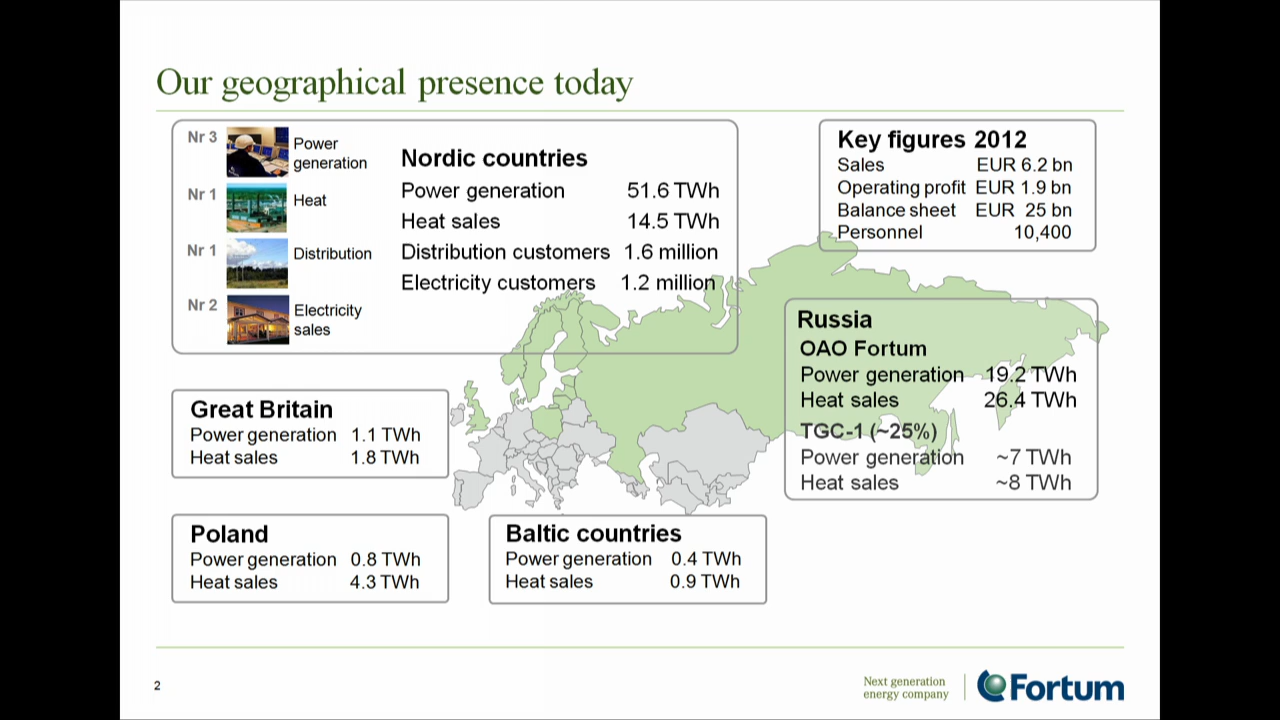 Our geographical presence today
Nr 3
Power
generation
Nr 1
Heat
Nr 1
Distribution
Nr 2
Electricity
sales
Nordic countries
Power generation 51.6 TWh
Heat sales 14.5 TWh
Distribution customers 1.6 million
Electricity customers 1.2 million
Key figures 2012
Sales EUR 6.2 bn
Operating profit EUR 1.9 bn
Balance sheet EUR 25 bn
Personnel 10,400
Russia
OAO Fortum
Power generation 19.2 TWh
Heat sales 26.4 TWh
TGC-1 (~25%)
Power generation ~7 TWh
Heat sales ~8 TWh
Great Britain
Power generation 1.1 TWh
Heat sales 1.8 TWh
Poland
Power generation 0.8 TWh
Heat sales 4.3 TWh
Baltic countries
Power generation 0.4 TWh
Heat sales 0.9 TWh
2
Next generation
energy company
Fortum